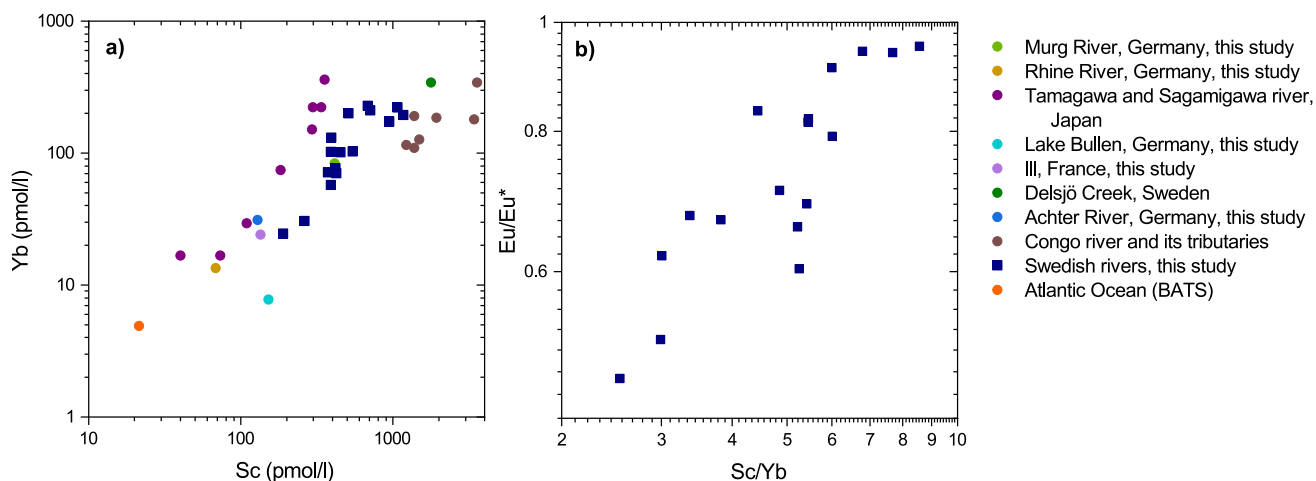 a)
1000
100
10
1
Yb (pmol/l)
10
100
1000
Sc (pmol/l)
b)
1
0.8
0.6
Eu/Eu*
2
3
4
5
6
7
8
9
10
Sc/Yb
Murg River, Germany, this study
Rhine River, Germany, this study
Tamagawa and Sagamigawa river,
Japan
Lake Bullen, Germany, this study
Ill, France, this study
Delsjö Creek, Sweden
Achter River, Germany, this study
Congo river and its tributaries
Swedish rivers, this study
Atlantic Ocean (BATS)